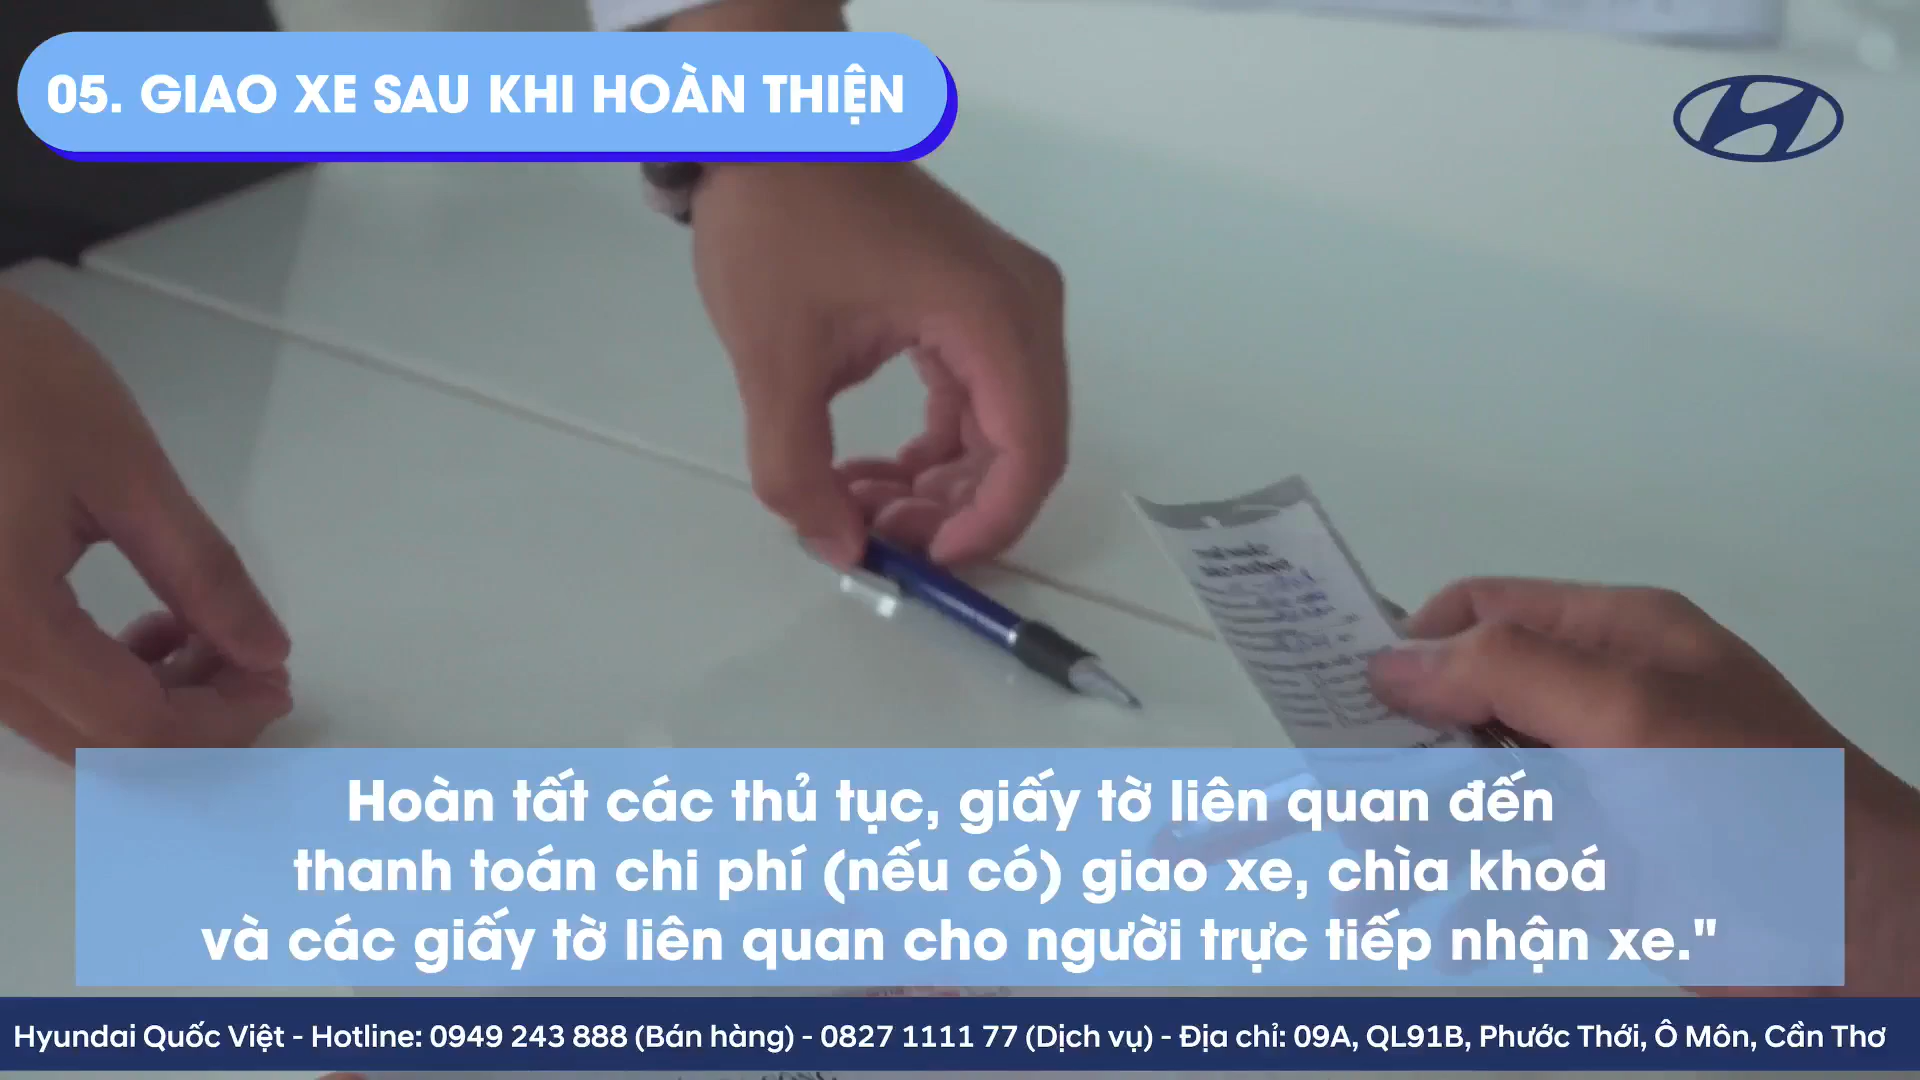 05. GIAO XE SAU KHI HOÀN THIỆN
Hoàn tất các thủ tục, giấy tờ liên quan đến
thanh toán chi phí (nếu có) giao xe, chìa khoá
và các giấy tờ liên quan cho người trực tiếp nhận xe."
Hyundai Quốc Việt - Hotline: 0949 243 888 (Bán hàng) - 0827 1111 77 (Dịch vụ) - Địa chỉ: 09A, QL91B, Phước Thới, Ô Môn, Cần Thơ